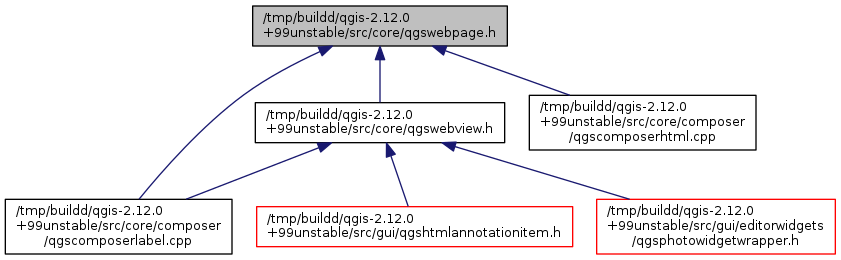 /tmp/buildd/qgis-2.12.0
+99unstable/src/core/qgswebpage.h
/tmp/buildd/qgis-2.12.0
+99unstable/src/core/qgswebview.h
/tmp/buildd/qgis-2.12.0
+99unstable/src/core/composer
/qgscomposerhtml.cpp
/tmp/buildd/qgis-2.12.0
+99unstable/src/core/composer
/qgscomposerlabel.cpp
/tmp/buildd/qgis-2.12.0
+99unstable/src/gui/qgshtmlannotationitem.h
/tmp/buildd/qgis-2.12.0
+99unstable/src/gui/editorwidgets
/qgsphotowidgetwrapper.h